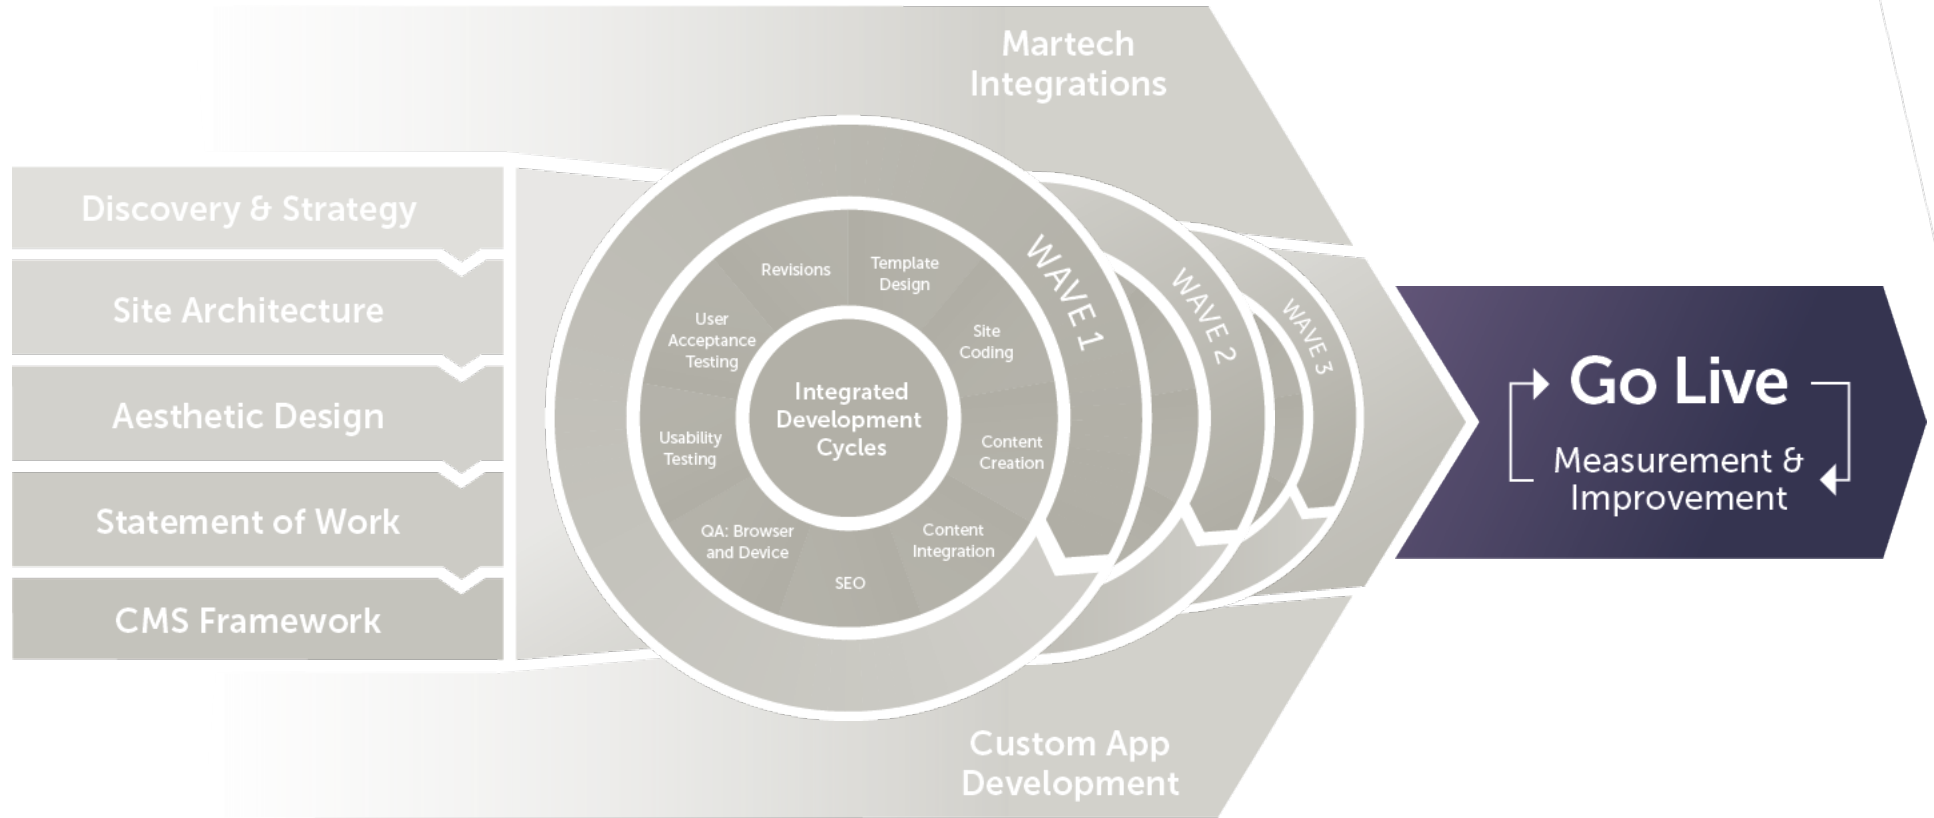 Martech
Integrations
Discovery & Strategy
Site Architecture
Aesthetic Design
Statement of Work
CMS Framework
Integrated
Development
Cycles
Template
Design
Site
Coding
Content
Creation
Content
Integration
SEO
QA: Browser
and Device
Usability
Testing
User
Acceptance
Testing
Revisions
WAVE 1
WAVE 2
WAVE 3
Custom App
Development
Go Live
Measurement &
Improvement